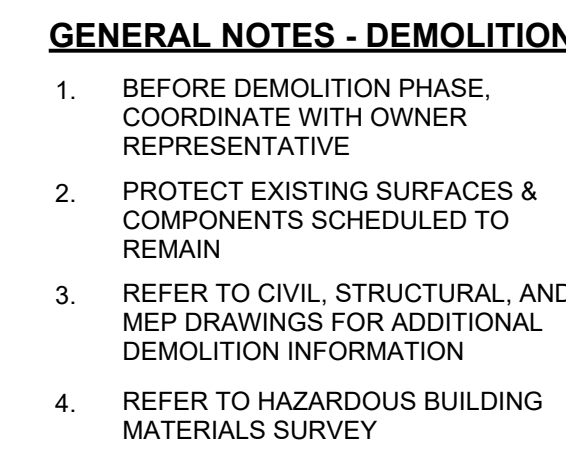 GENERAL NOTES - DEMOLITION
1. BEFORE DEMOLITION PHASE,
COORDINATE WITH OWNER
REPRESENTATIVE
2. PROTECT EXISTING SURFACES &
COMPONENTS SCHEDULED TO
REMAIN
3. REFER TO CIVIL, STRUCTURAL, AND
MEP DRAWINGS FOR ADDITIONAL
DEMOLITION INFORMATION
4. REFER TO HAZARDOUS BUILDING
MATERIALS SURVEY